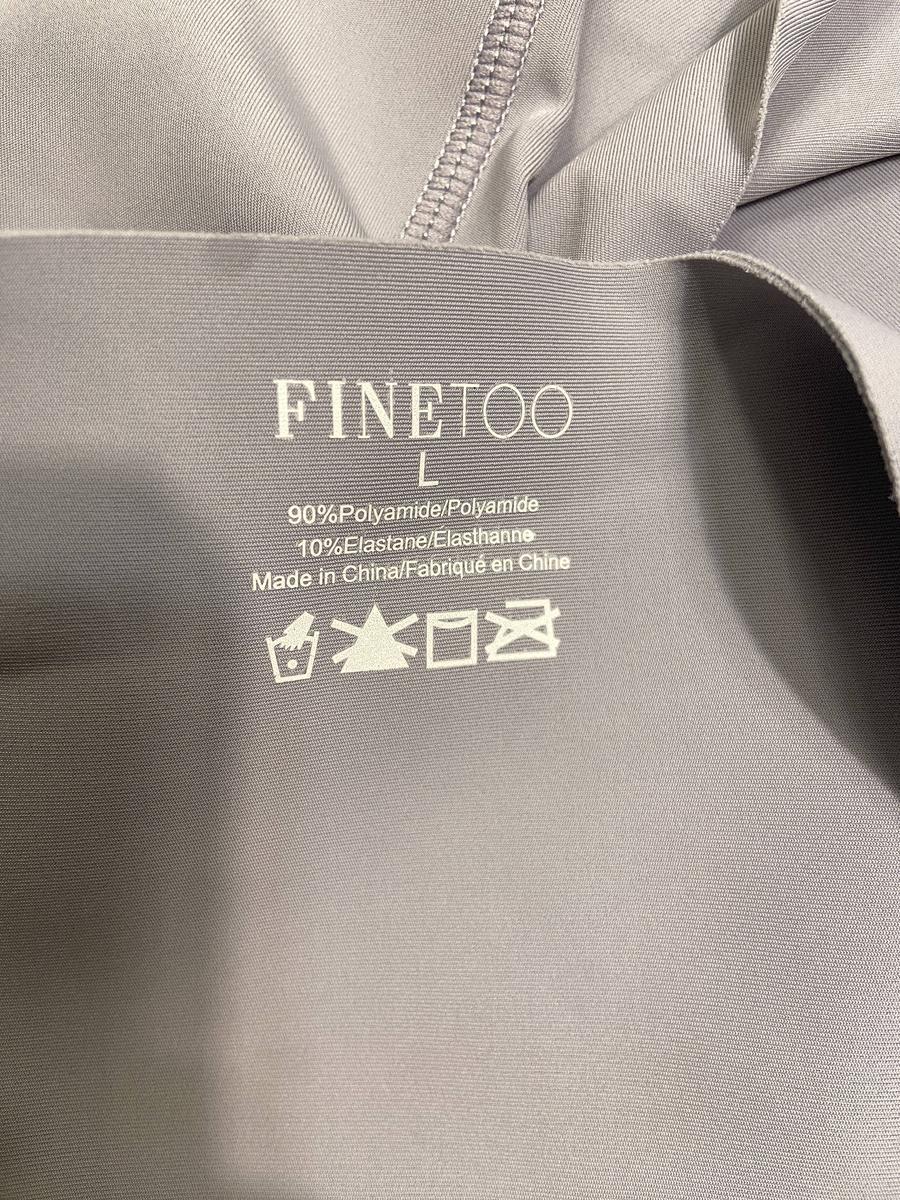 FINETOO
L
90%Polyamide/Polyamide
10%Elastane/Élasthanne
Made in China/Fabriqué en Chine